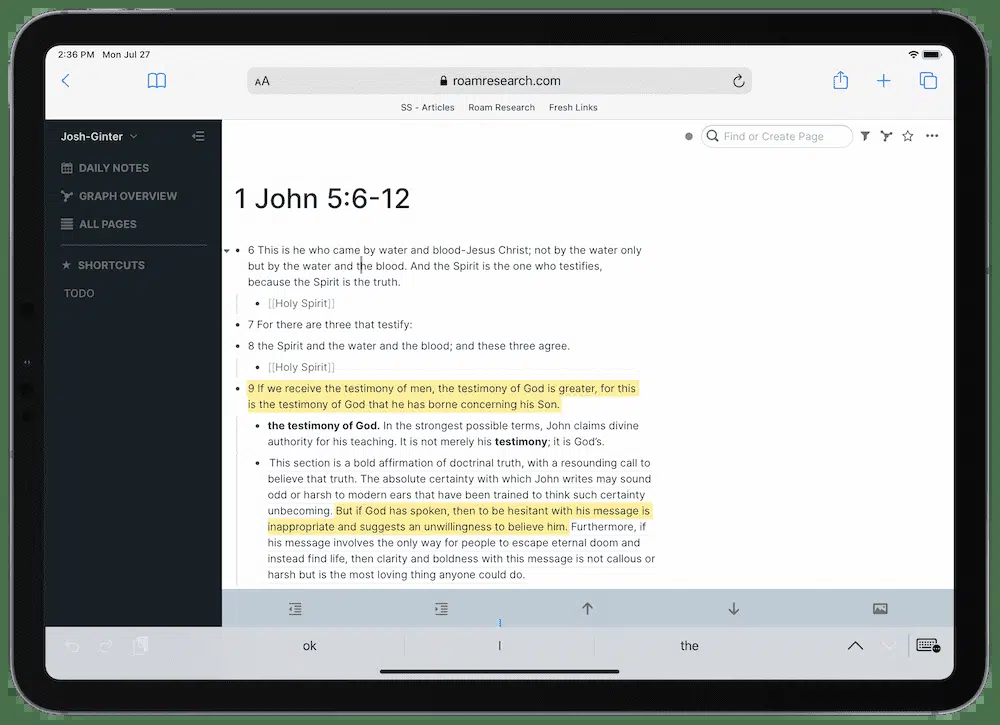 2:36 PM Mon Jul 27
AA roamresearch.com
SS - Articles Roam Research Fresh Links
Josh-Ginter
Find or Create Page
DAILY NOTES
GRAPH OVERVIEW
ALL PAGES
SHORTCUTS
TODO
1 John 5:6-12
6 This is he who came by water and blood-Jesus Christ; not by the water only
but by the water and the blood. And the Spirit is the one who testifies,
because the Spirit is the truth.
[[Holy Spirit]]
7 For there are three that testify:
8 the Spirit and the water and the blood; and these three agree.
[[Holy Spirit]]
9 If we receive the testimony of men, the testimony of God is greater, for this
is the testimony of God that he has borne concerning his Son.
the testimony of God. In the strongest possible terms, John claims divine
authority for his teaching. It is not merely his testimony; it is God's.
This section is a bold affirmation of doctrinal truth, with a resounding call to
believe that truth. The absolute certainty with which John writes may sound
odd or harsh to modern ears that have been trained to think such certainty
unbecoming. But if God has spoken, then to be hesitant with his message is
inappropriate and suggests an unwillingness to believe him. Furthermore, if
his message involves the only way for people to escape eternal doom and
instead find life, then clarity and boldness with this message is not callous or
harsh but is the most loving thing anyone could do.
ok I the